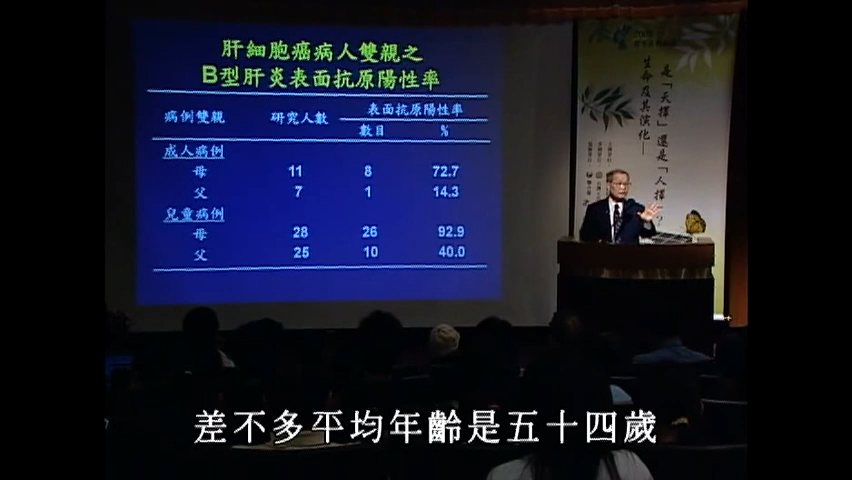 肝細胞癌病人雙親之
B型肝炎表面抗原陽性率
病例雙親 研究人數 表面抗原陽性率
數目 %
成人病例
母 11 8 72.7
父 7 1 14.3
兒童病例
母 28 26 92.9
父 25 10 40.0
是「天擇」還是「人擇」
生命及其演化—
差不多平均年齡是五十四歲